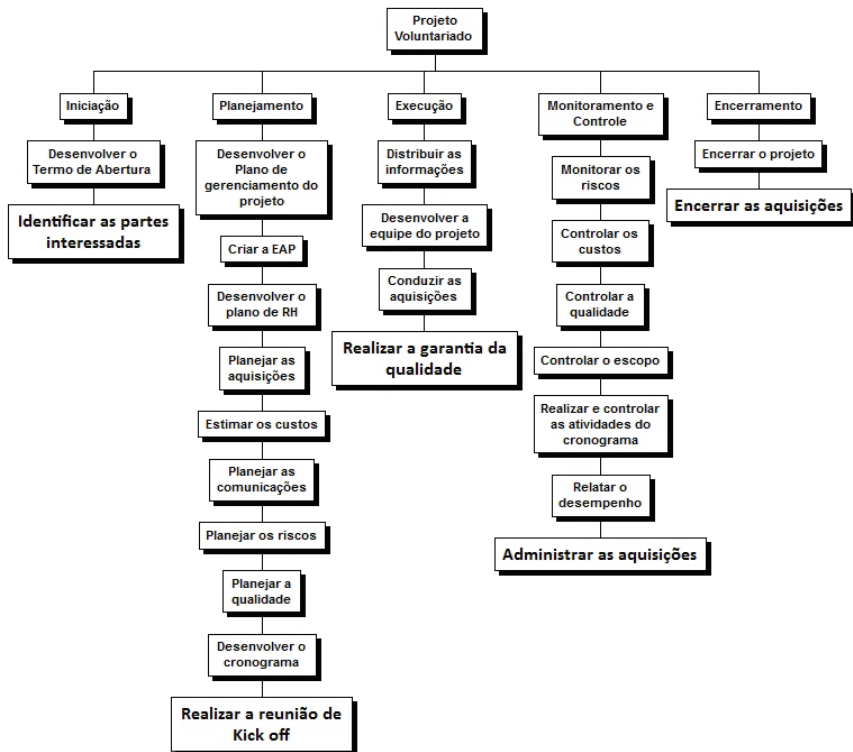 Projeto
Voluntariado
Iniciação
Desenvolver o
Termo de Abertura
Identificar as partes
interessadas
Planejamento
Desenvolver o
Plano de
gerenciamento do
projeto
Criar a EAP
Desenvolver o
plano de RH
Planejar as
aquisições
Estimar os custos
Planejar as
comunicações
Planejar os riscos
Planejar a
qualidade
Desenvolver o
cronograma
Realizar a reunião de
Kick off
Execução
Distribuir as
informações
Desenvolver a
equipe do projeto
Conduzir as
aquisições
Realizar a garantia da
qualidade
Monitoramento e
Controle
Monitorar os
riscos
Controlar os
custos
Controlar a
qualidade
Controlar o escopo
Realizar e controlar
as atividades do
cronograma
Relatar o
desempenho
Administrar as aquisições
Encerramento
Encerrar o projeto
Encerrar as aquisições